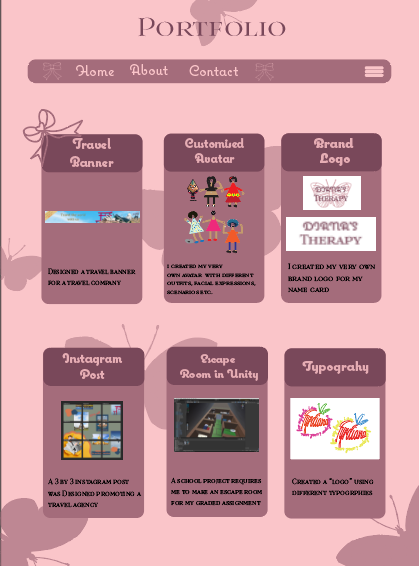 Portfolio
Home About Contact
Travel
Banner
Customised
Avatar
Brand
Logo
DIANA'S
THERAPY
DIANA'S
THERAPY
Designed a travel banner
for a travel company
I created my very
own avatar with different
outfits, facial expressions,
scenarios etc.
I created my very own
brand logo for my
name card
Instagram
Post
Escape
Room in Unity
Typograhy
A 3 by 3 Instagram post
was Designed promoting a
travel agency
A school project requires
me to make an escape room
for my graded assignment
Created a "logo" using
different typogrphies